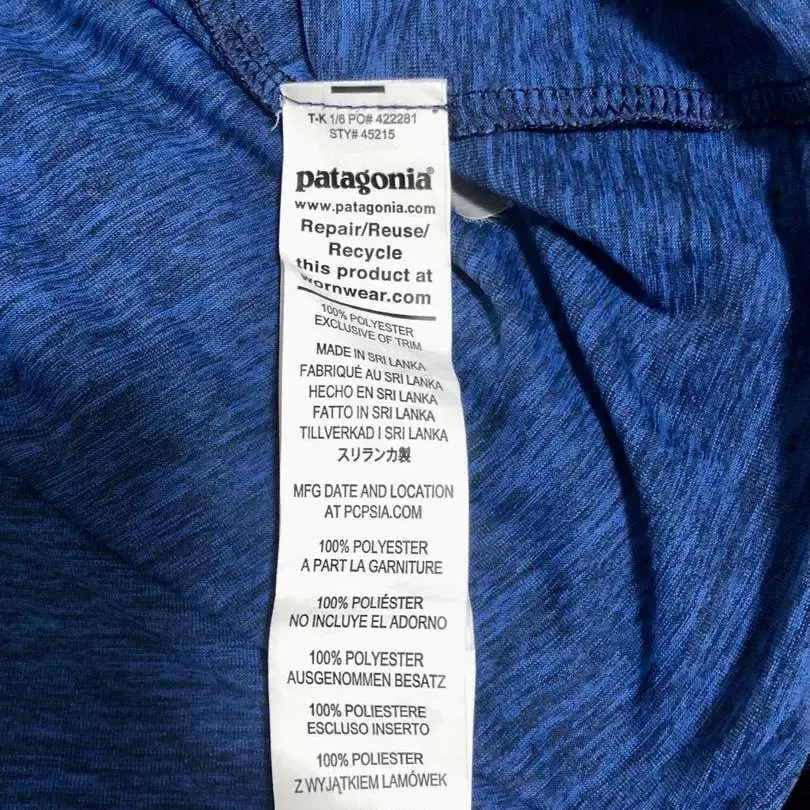 T-K 1/6 PO# 422281
STY# 45215
patagonia®
www.patagonia.com
Repair/Reuse/
Recycle
this product at
wornwear.com
100% POLYESTER
EXCLUSIVE OF TRIM
MADE IN SRI LANKA
FABRIQUÉ AU SRI LANKA
HECHO EN SRI LANKA
FATTO IN SRI LANKA
TILLVERKAD I SRI LANKA
スリランカ製
MFG DATE AND LOCATION
AT PCPSIA.COM
100% POLYESTER
A PART LA GARNITURE
100% POLIÉSTER
NO INCLUYE EL ADORNO
100% POLYESTER
AUSGENOMMEN BESATZ
100% POLIESTERE
ESCLUSO INSERTO
100% POLIESTER
Z WYJĄTKIEM LAMÓWEK